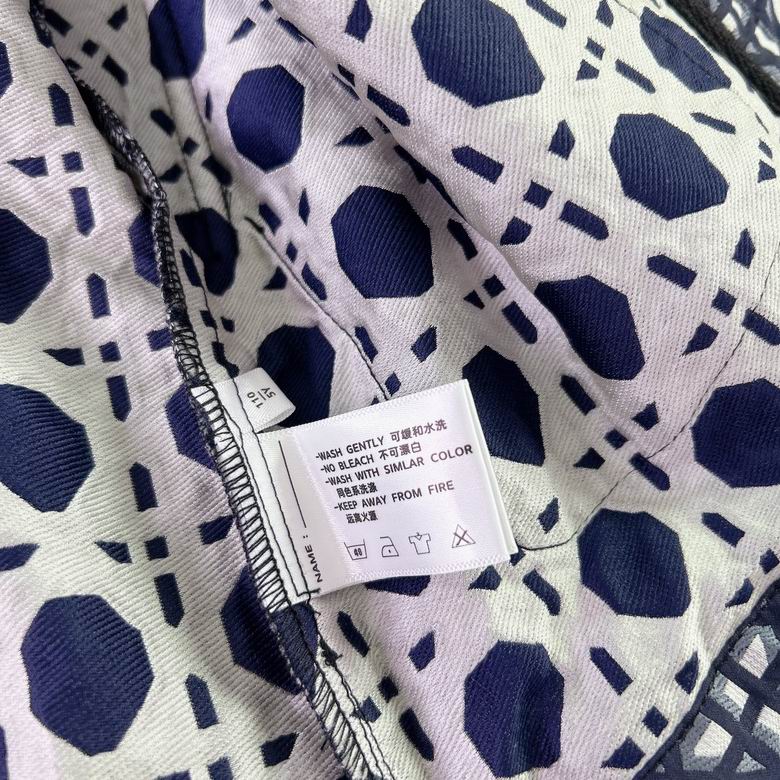 110
5Y
-WASH GENTLY 可缓和水洗
-NO BLEACH 不可漂白
-WASH WITH SIMLAR COLOR
同色系洗涤
-KEEP AWAY FROM FIRE
远离火源
40
NAME: